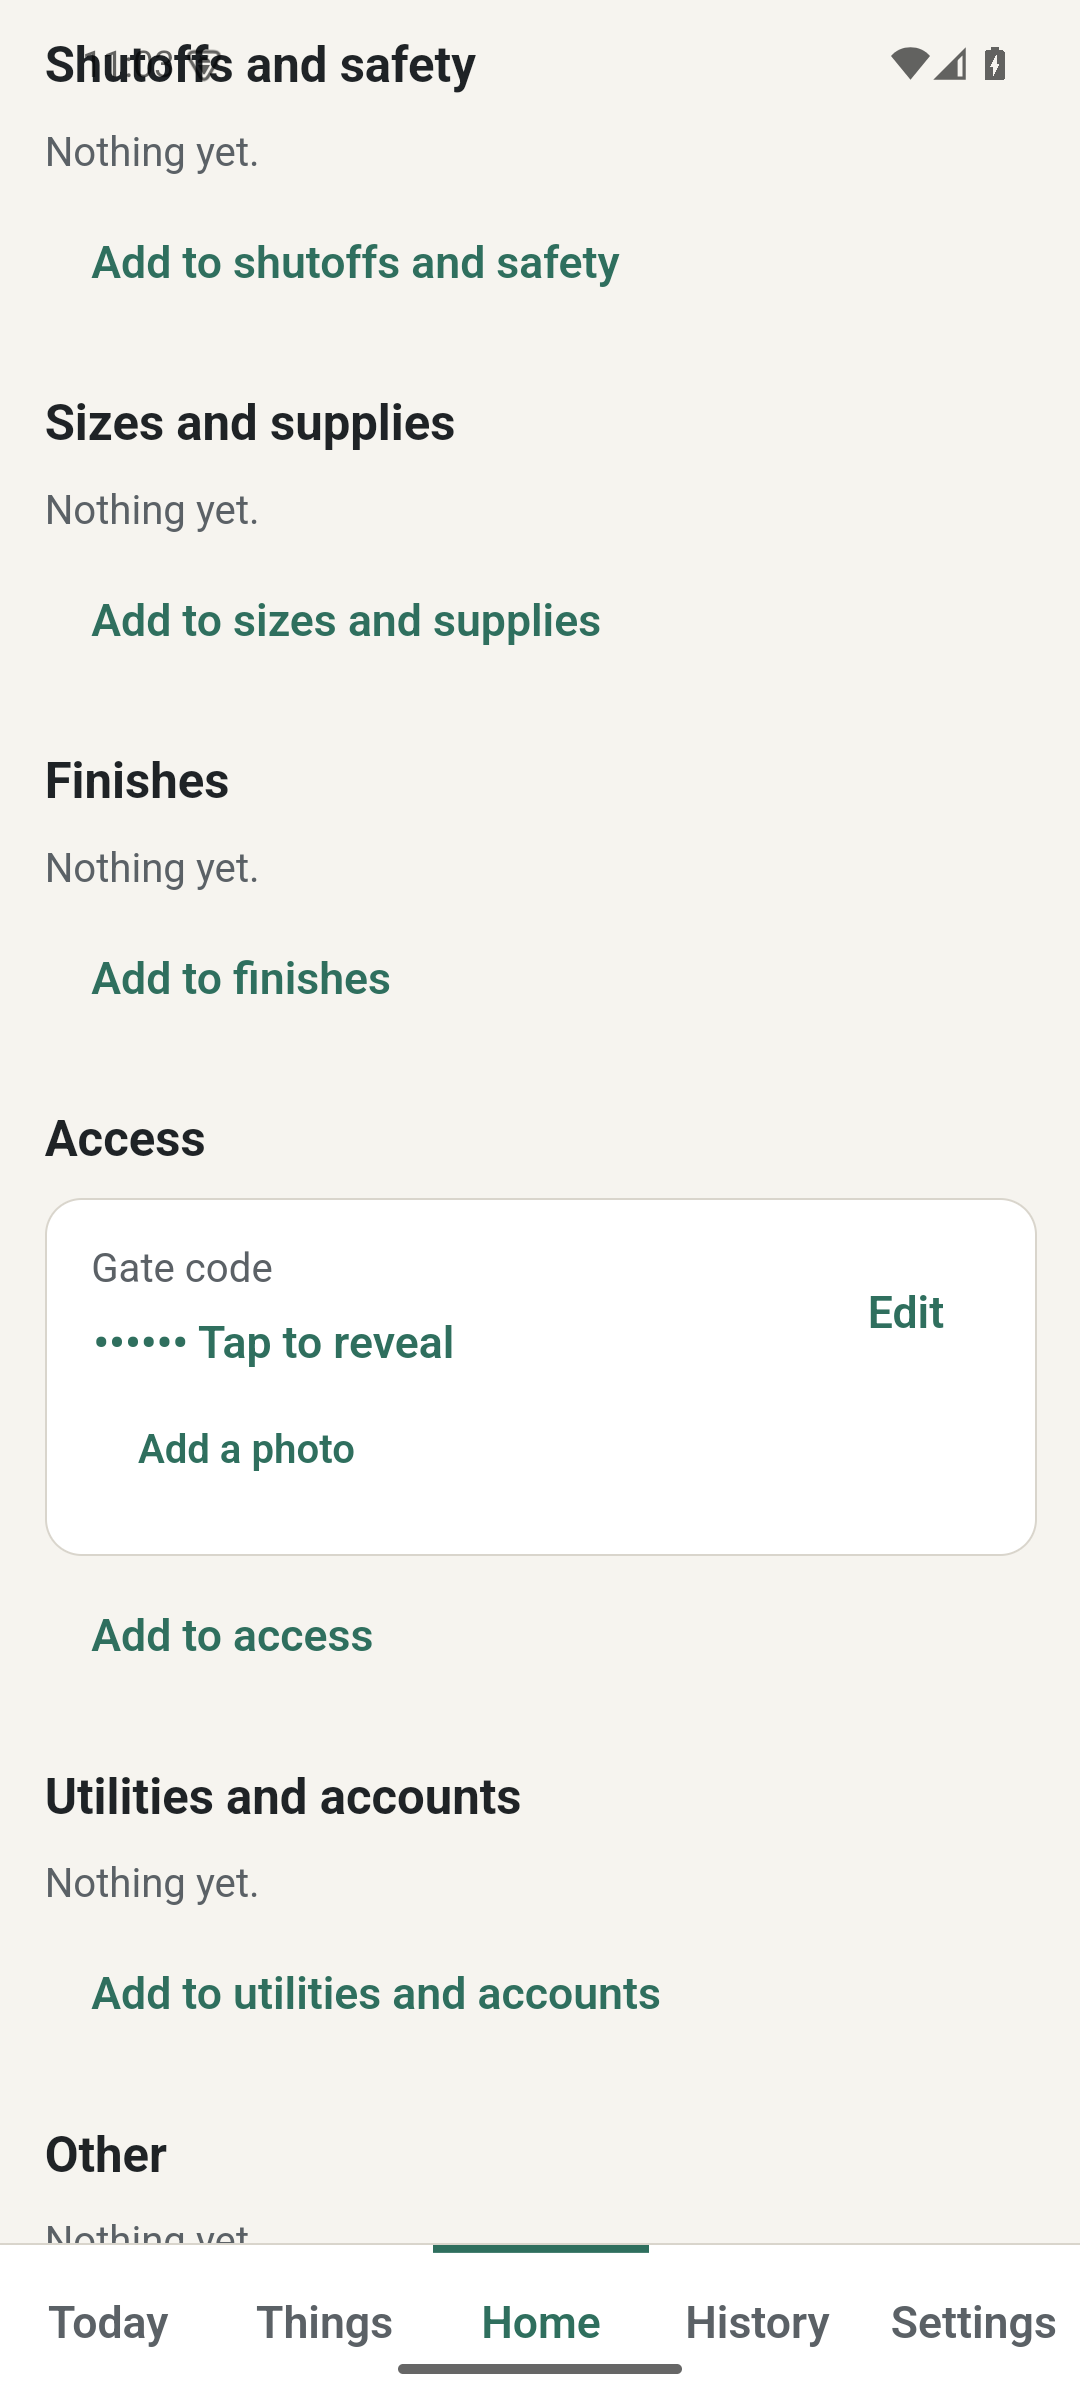 Shutoffs and safety
Nothing yet.
Add to shutoffs and safety
Sizes and supplies
Nothing yet.
Add to sizes and supplies
Finishes
Nothing yet.
Add to finishes
Access
Gate code
•••••• Tap to reveal
Edit
Add a photo
Add to access
Utilities and accounts
Nothing yet.
Add to utilities and accounts
Other
Nothing yet.
Today
Things
Home
History
Settings